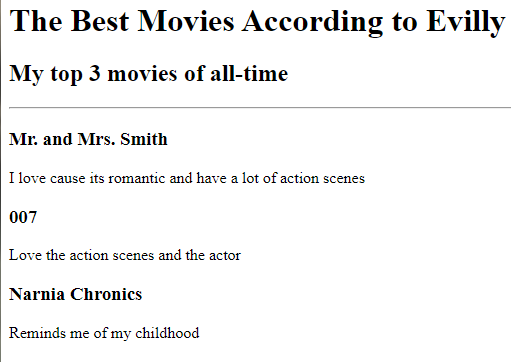 The Best Movies According to Evilly
My top 3 movies of all-time
Mr. and Mrs. Smith
I love cause its romantic and have a lot of action scenes
007
Love the action scenes and the actor
Narnia Chronics
Reminds me of my childhood